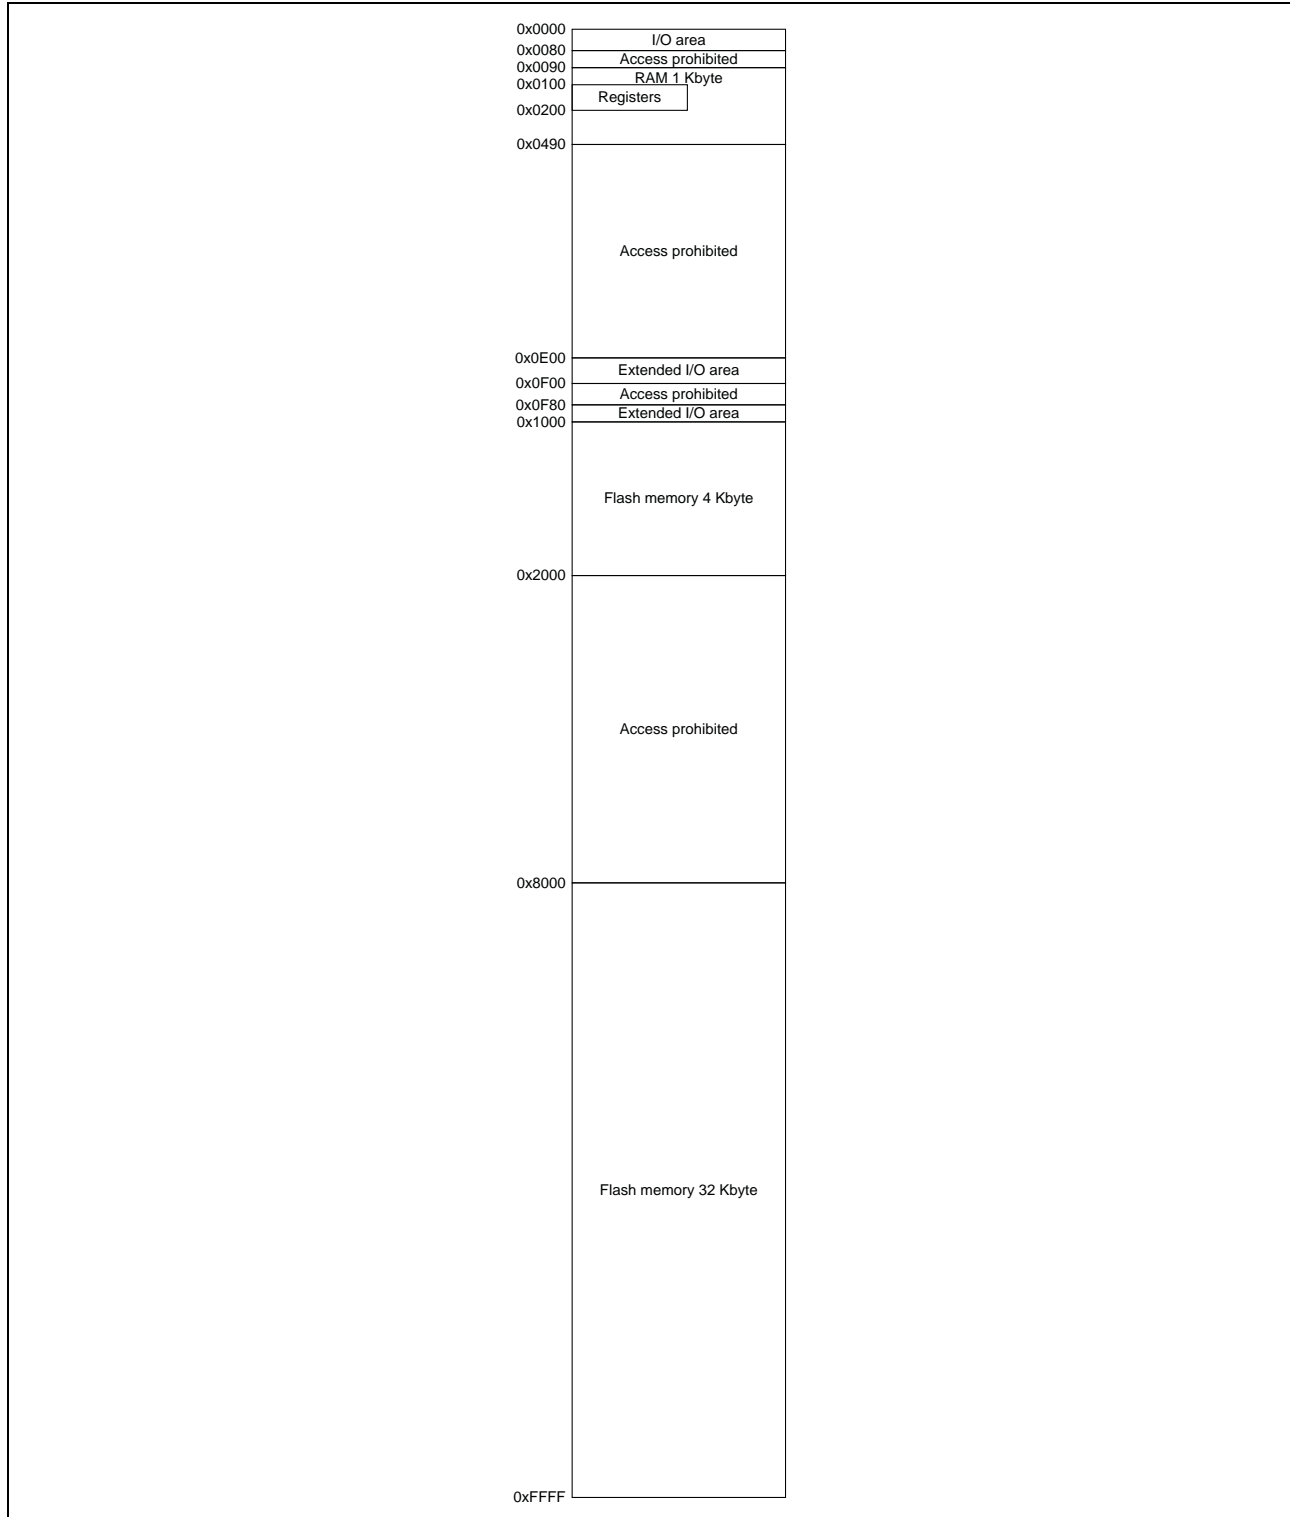 0x0000
I/O area
0x0080
Access prohibited
0x0090
RAM 1 Kbyte
0x0100
Registers
0x0200
0x0490
Access prohibited
0x0E00
Extended I/O area
0x0F00
Access prohibited
0x0F80
Extended I/O area
0x1000
Flash memory 4 Kbyte
0x2000
Access prohibited
0x8000
Flash memory 32 Kbyte
0xFFFF